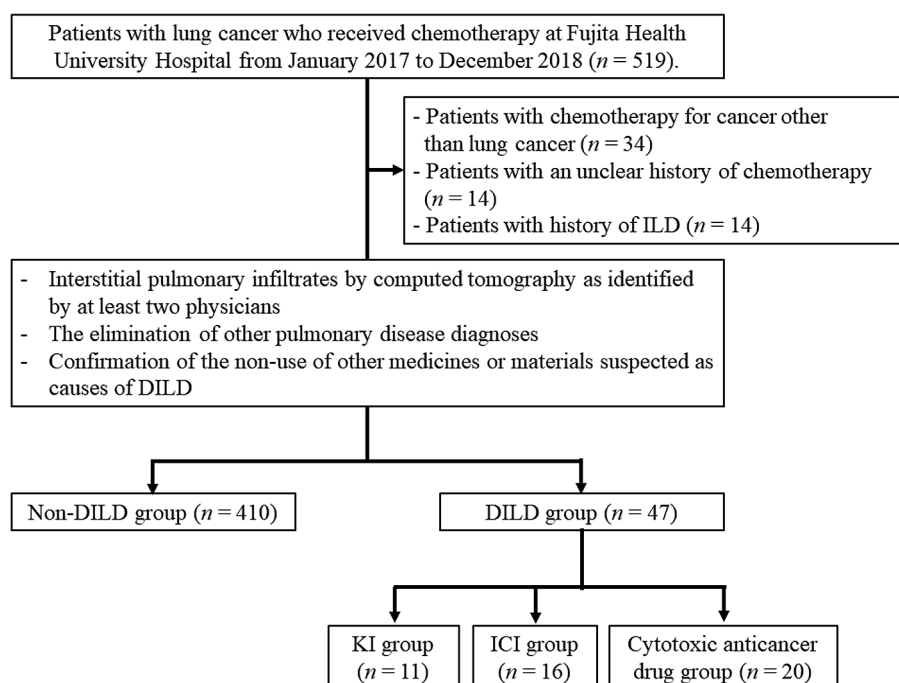 Patients with lung cancer who received chemotherapy at Fujita Health
University Hospital from January 2017 to December 2018 (n = 519).
- Patients with chemotherapy for cancer other
than lung cancer (n = 34)
- Patients with an unclear history of chemotherapy
(n = 14)
- Patients with history of ILD (n = 14)
- Interstitial pulmonary infiltrates by computed tomography as identified
by at least two physicians
- The elimination of other pulmonary disease diagnoses
- Confirmation of the non-use of other medicines or materials suspected as
causes of DILD
Non-DILD group (n = 410)
DILD group (n = 47)
KI group
(n = 11)
ICI group
(n = 16)
Cytotoxic anticancer
drug group (n = 20)